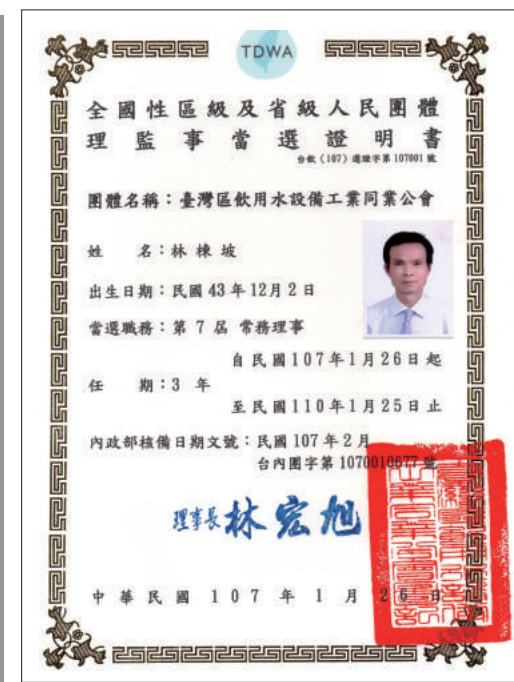 TDWA
全國性區級及省級人民團體
理監事當選證明書
台飲(107)選證字第107001號
團體名稱：臺灣區飲用水設備工業同業公會
姓名：林棟坡
出生日期：民國43年12月2日
當選職務：第7屆 常務理事
自民國107年1月26日起
任期：3年
至民國110年1月25日止
內政部核備日期文號：民國107年2月
台內團字第1070010677號
理事長 林宏旭
中華民國107年1月26日